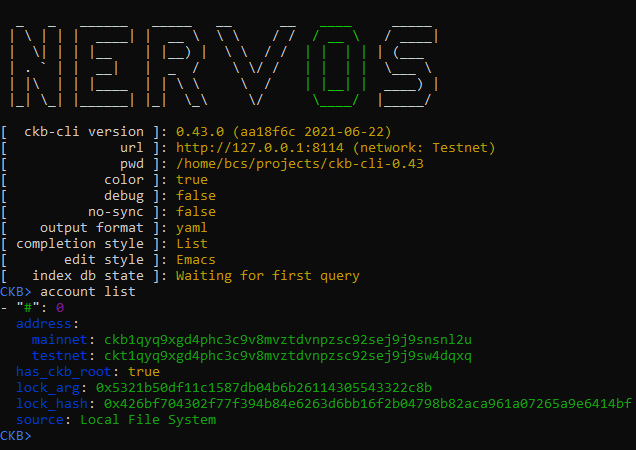 NERVOS
[  ckb-cli version ]: 0.43.0 (aa18f6c 2021-06-22)
[              url ]: http://127.0.0.1:8114 (network: Testnet)
[              pwd ]: /home/bcs/projects/ckb-cli-0.43
[            color ]: true
[            debug ]: false
[          no-sync ]: false
[    output format ]: yaml
[ completion style ]: List
[       edit style ]: Emacs
[   index db state ]: Waiting for first query
CKB> account list
- "#": 0
  address:
    mainnet: ckb1qyq9xgd4phc3c9v8mvztdvnpzsc92sej9j9snsnl2u
    testnet: ckt1qyq9xgd4phc3c9v8mvztdvnpzsc92sej9j9sw4dqxq
  has_ckb_root: true
  lock_arg: 0x5321b50df11c1587db04b6b26114305543322c8b
  lock_hash: 0x426bf704302f77f394b84e6263d6bb16f2b04798b82aca961a07265a9e6414bf
  source: Local File System
CKB>